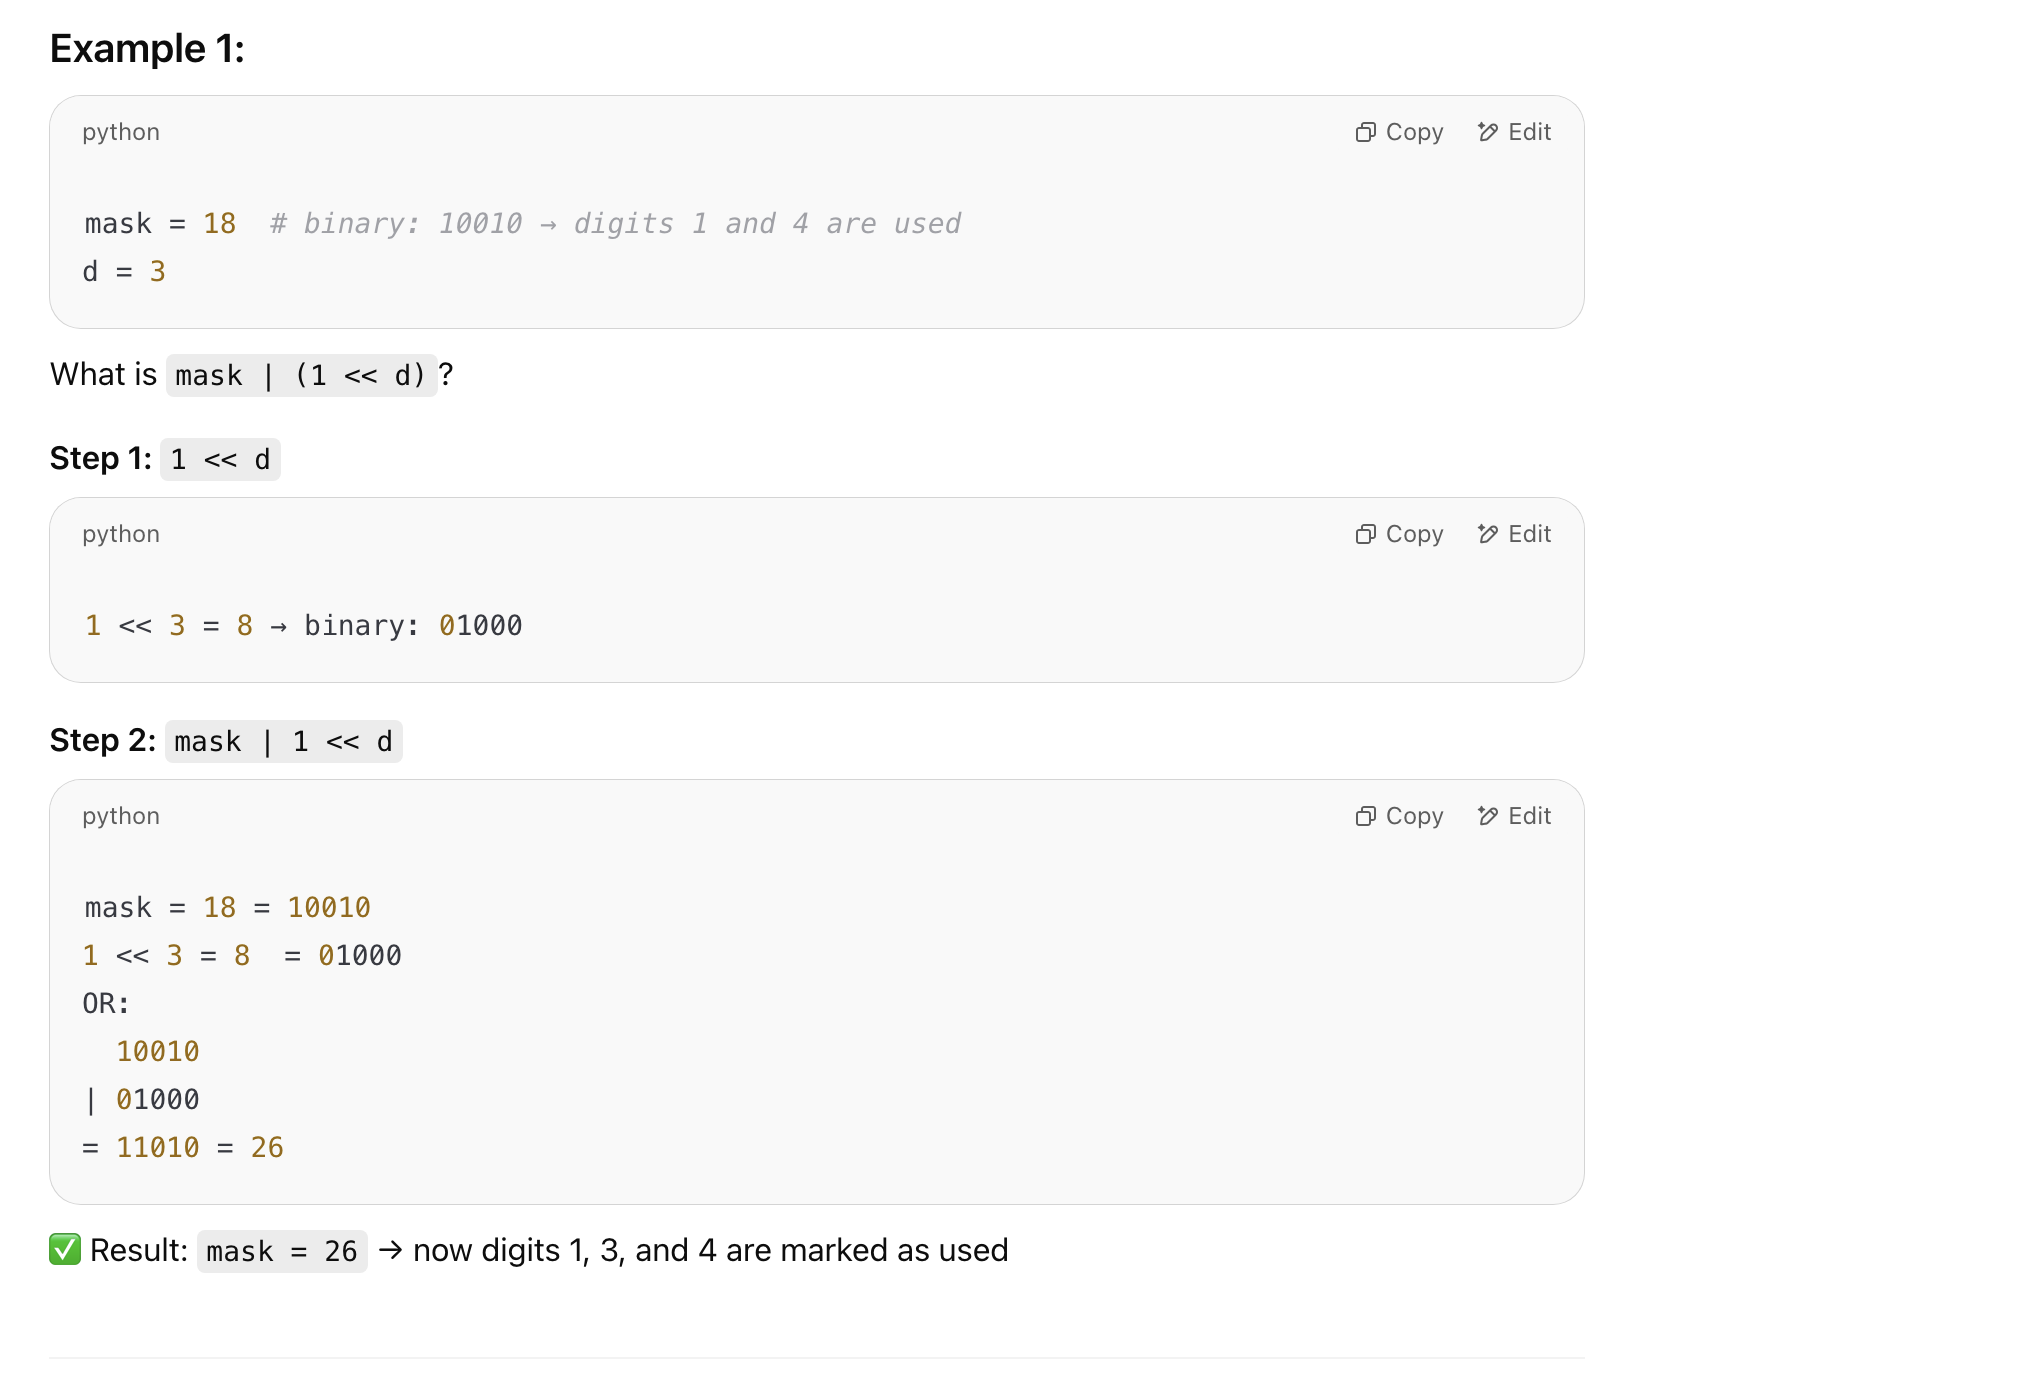 Example 1:
python
Copy Edit
mask = 18  # binary: 10010 → digits 1 and 4 are used
d = 3
What is mask | (1 << d)?
Step 1: 1 << d
python
Copy Edit
1 << 3 = 8 → binary: 01000
Step 2: mask | 1 << d
python
Copy Edit
mask = 18 = 10010
1 << 3 = 8  = 01000
OR:
  10010
| 01000
= 11010 = 26
✅ Result: mask = 26 → now digits 1, 3, and 4 are marked as used